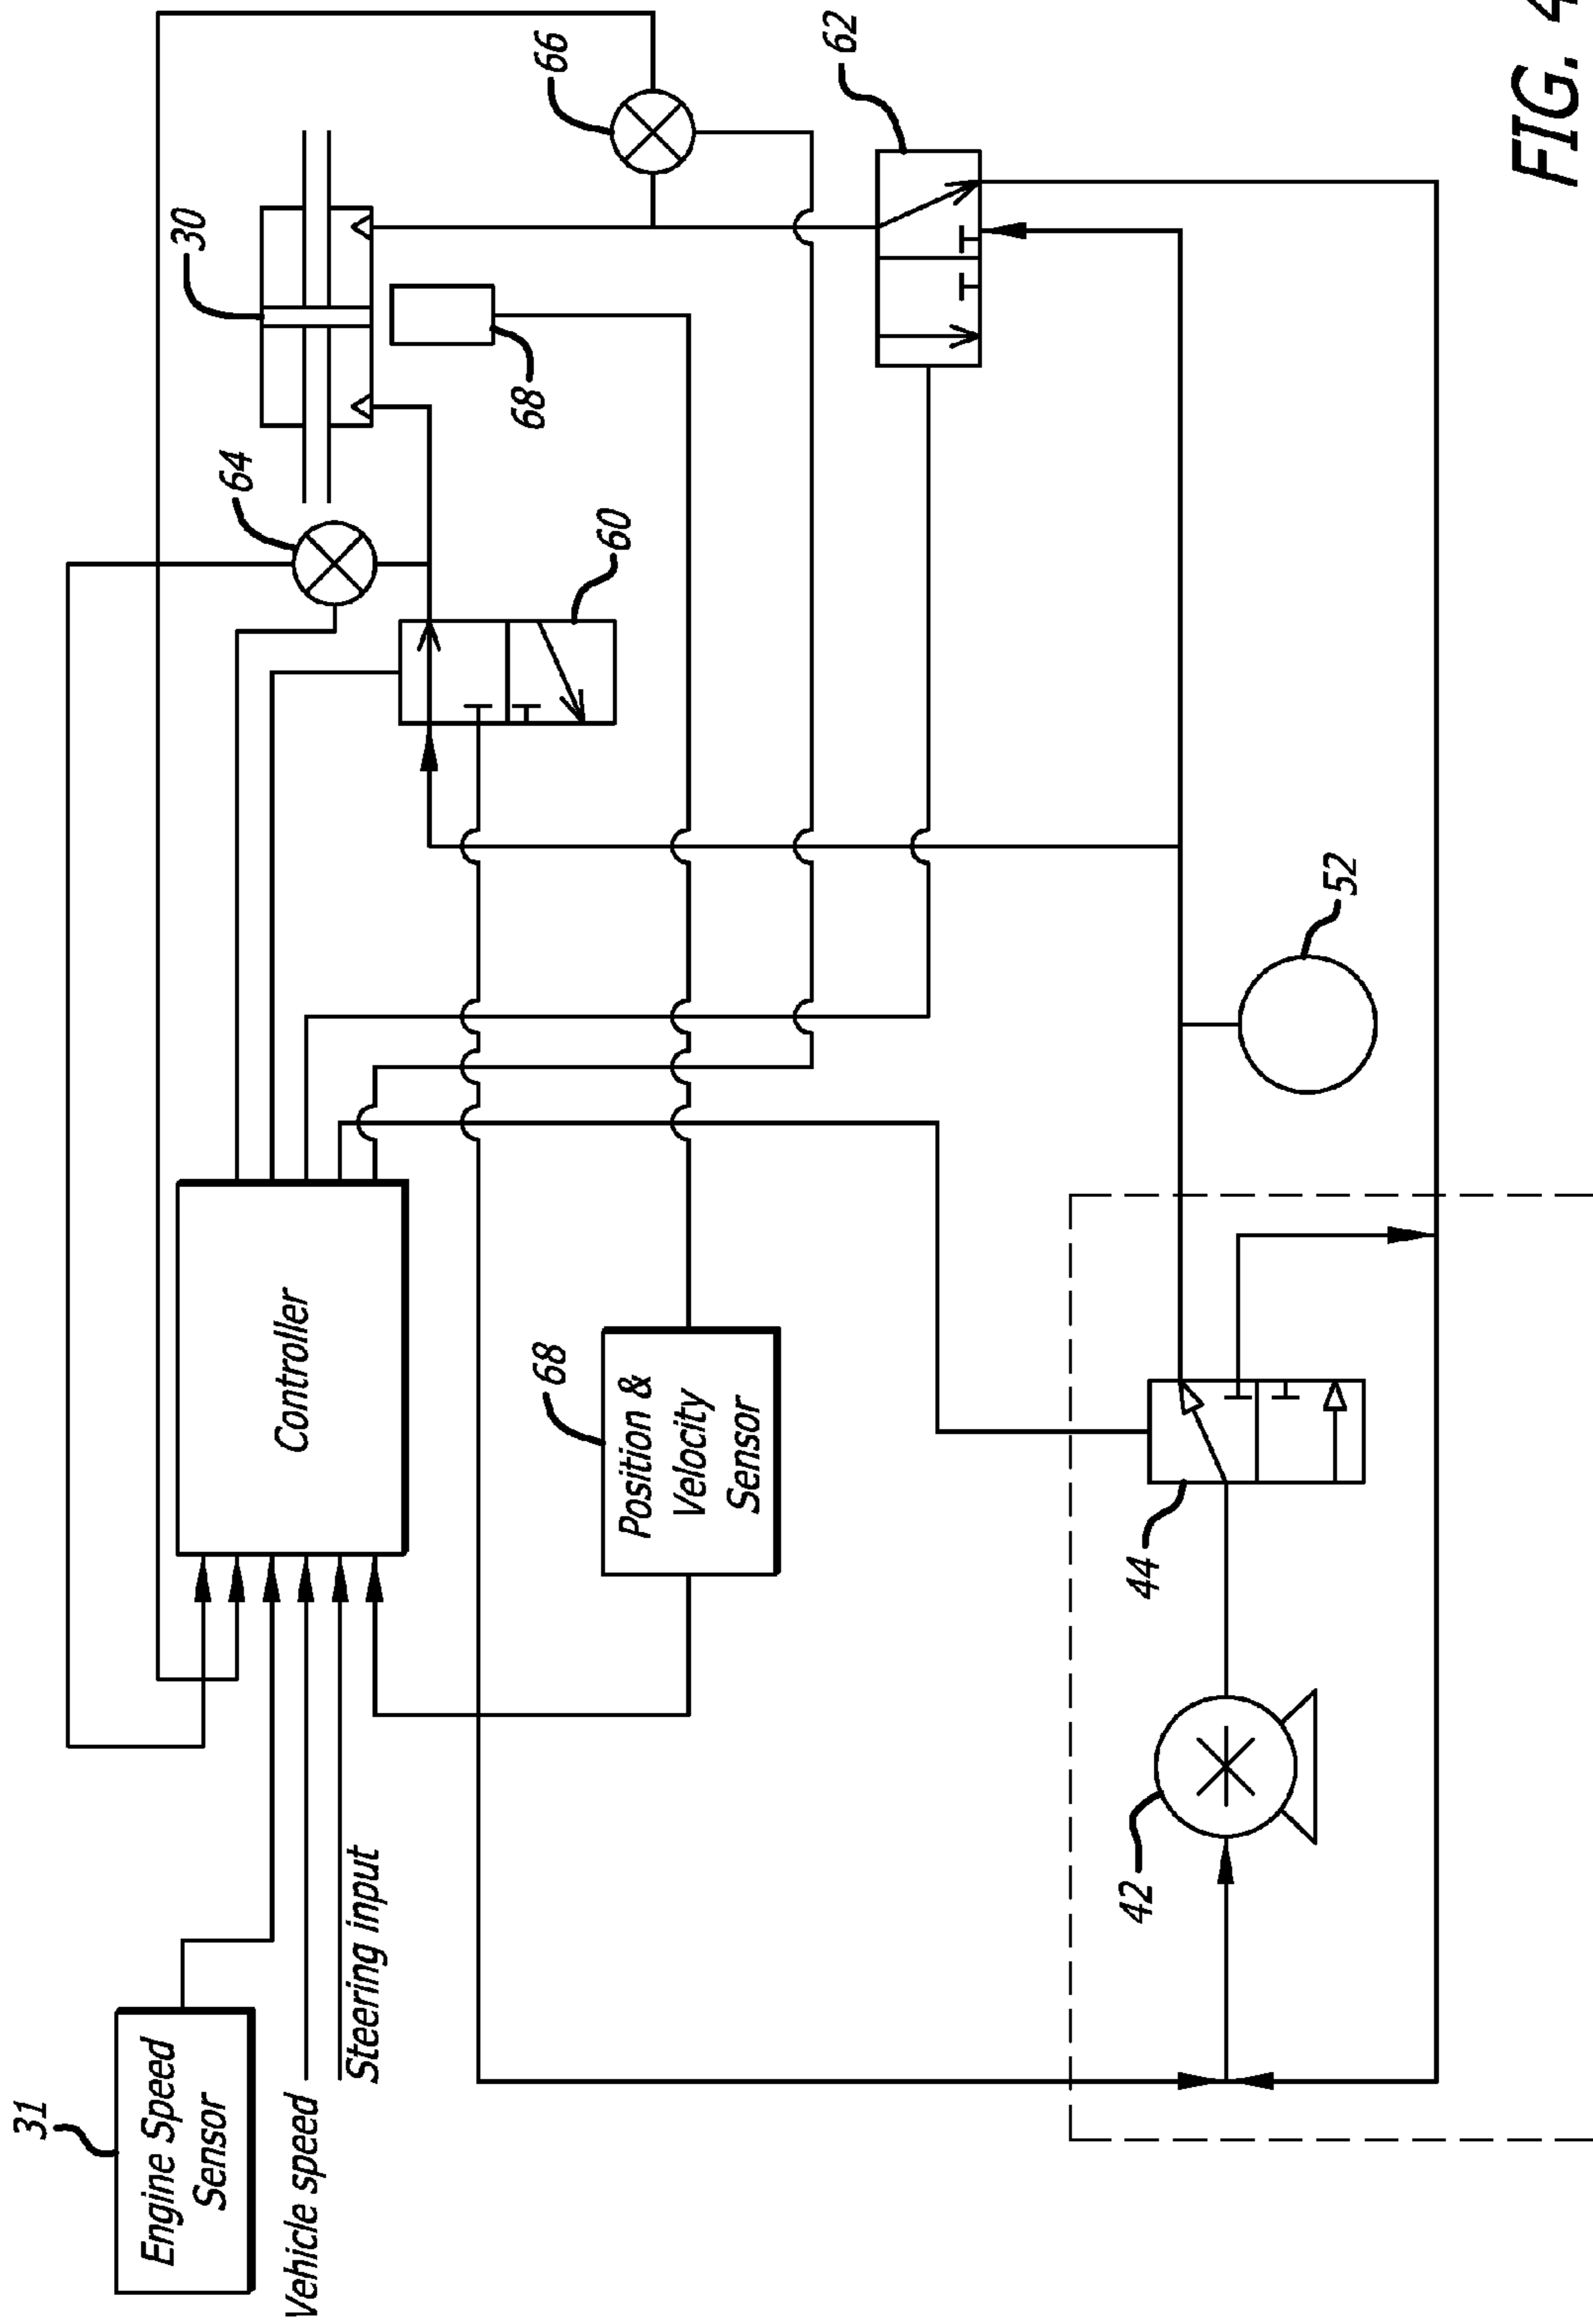 31
Engine Speed
Sensor
Vehicle speed
Steering input
Controller
68
Position &
Velocity
Sensor
64
30
66
68
60
62
42
44
52
FIG. 4